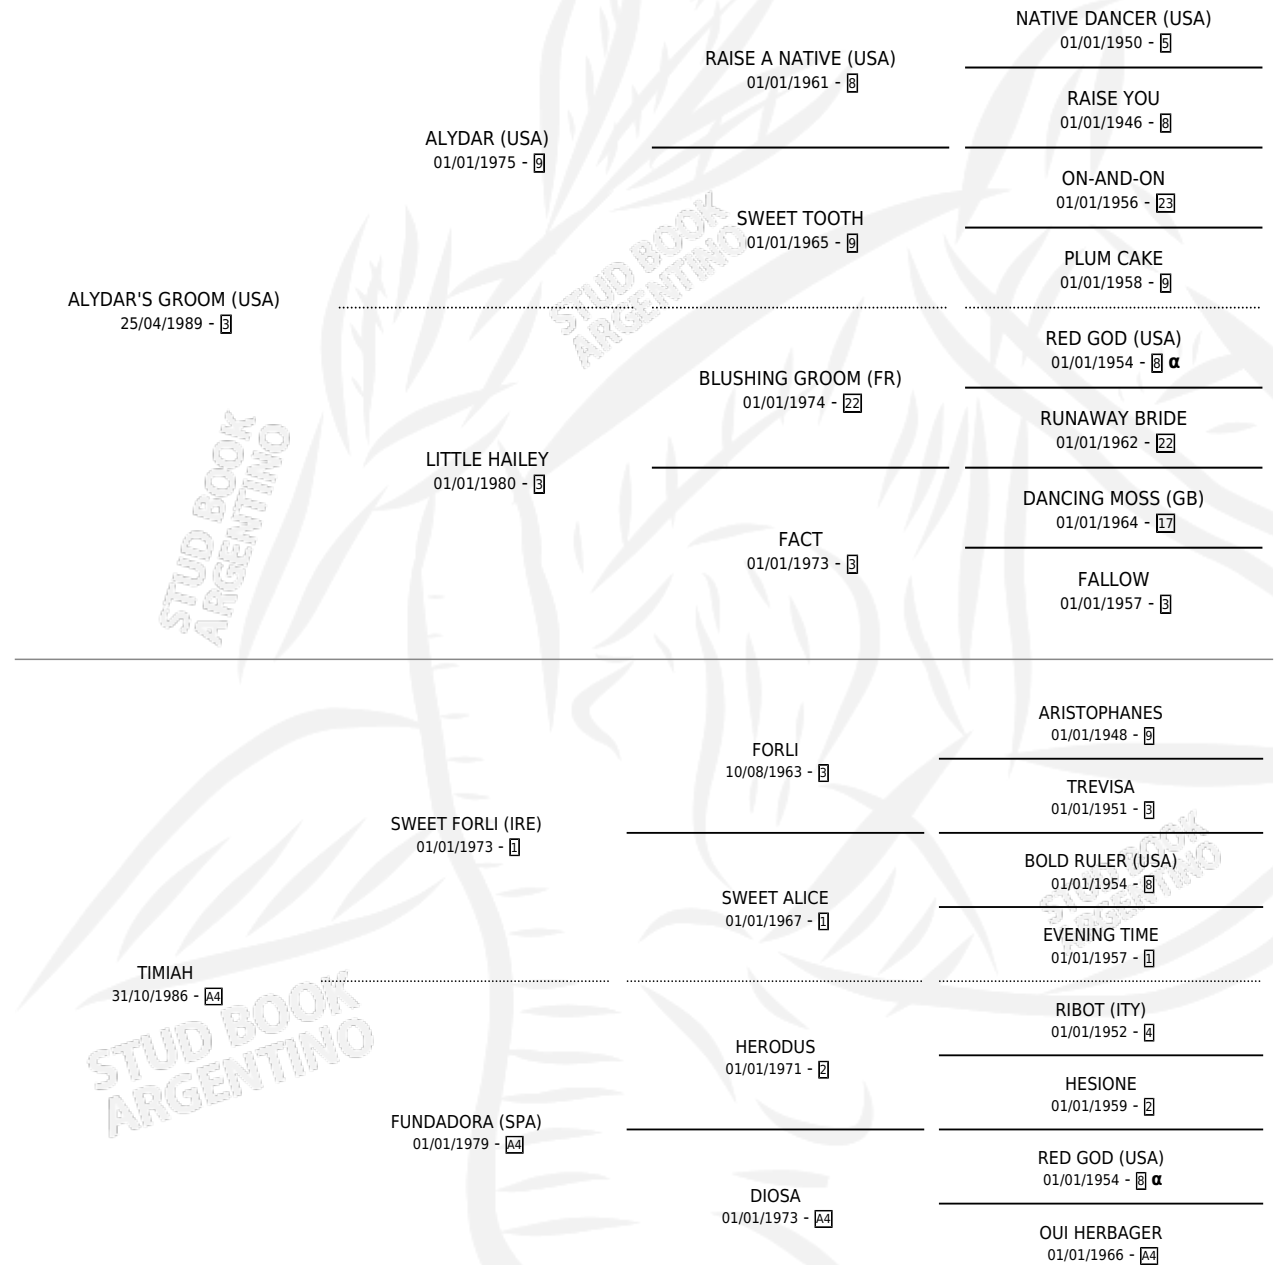 NATIVE DANCER (USA)
01/01/1950 - 5
RAISE A NATIVE (USA)
01/01/1961 - 8
RAISE YOU
01/01/1946 - 8
ALYDAR (USA)
01/01/1975 - 9
ON-AND-ON
01/01/1956 - 23
SWEET TOOTH
01/01/1965 - 9
PLUM CAKE
01/01/1958 - 9
ALYDAR'S GROOM (USA)
25/04/1989 - 3
RED GOD (USA)
01/01/1954 - 8 α
BLUSHING GROOM (FR)
01/01/1974 - 22
RUNAWAY BRIDE
01/01/1962 - 22
LITTLE HAILEY
01/01/1980 - 3
DANCING MOSS (GB)
01/01/1964 - 17
FACT
01/01/1973 - 3
FALLOW
01/01/1957 - 3
ARISTOPHANES
01/01/1948 - 9
FORLI
10/08/1963 - 3
TREVISA
01/01/1951 - 3
SWEET FORLI (IRE)
01/01/1973 - 1
BOLD RULER (USA)
01/01/1954 - 8
SWEET ALICE
01/01/1967 - 1
EVENING TIME
01/01/1957 - 1
TIMIAH
31/10/1986 - A4
RIBOT (ITY)
01/01/1952 - 4
HERODUS
01/01/1971 - 2
HESIONE
01/01/1959 - 2
FUNDADORA (SPA)
01/01/1979 - A4
RED GOD (USA)
01/01/1954 - 8 α
DIOSA
01/01/1973 - A4
OUI HERBAGER
01/01/1966 - A4
STUD BOOK
ARGENTINO
STUD BOOK
ARGENTINO
STUD BOOK
ARGENTINO
STUD BOOK
ARGENTINO